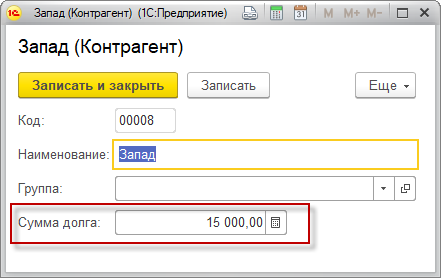 Запад (Контрагент) (1С:Предприятие)
M M+ M-
Запад (Контрагент)
Записать и закрыть Записать Еще
Код: 00008
Наименование: Запад
Группа:
Сумма долга: 15 000,00